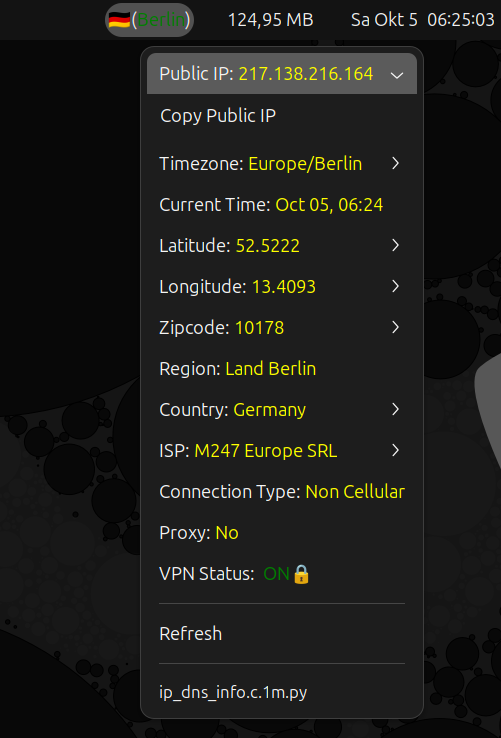 (Berlin) 124,95 MB Sa Okt 5 06:25:03
Public IP: 217.138.216.164
Copy Public IP
Timezone: Europe/Berlin
Current Time: Oct 05, 06:24
Latitude: 52.5222
Longitude: 13.4093
Zipcode: 10178
Region: Land Berlin
Country: Germany
ISP: M247 Europe SRL
Connection Type: Non Cellular
Proxy: No
VPN Status: ON
Refresh
ip_dns_info.c.1m.py